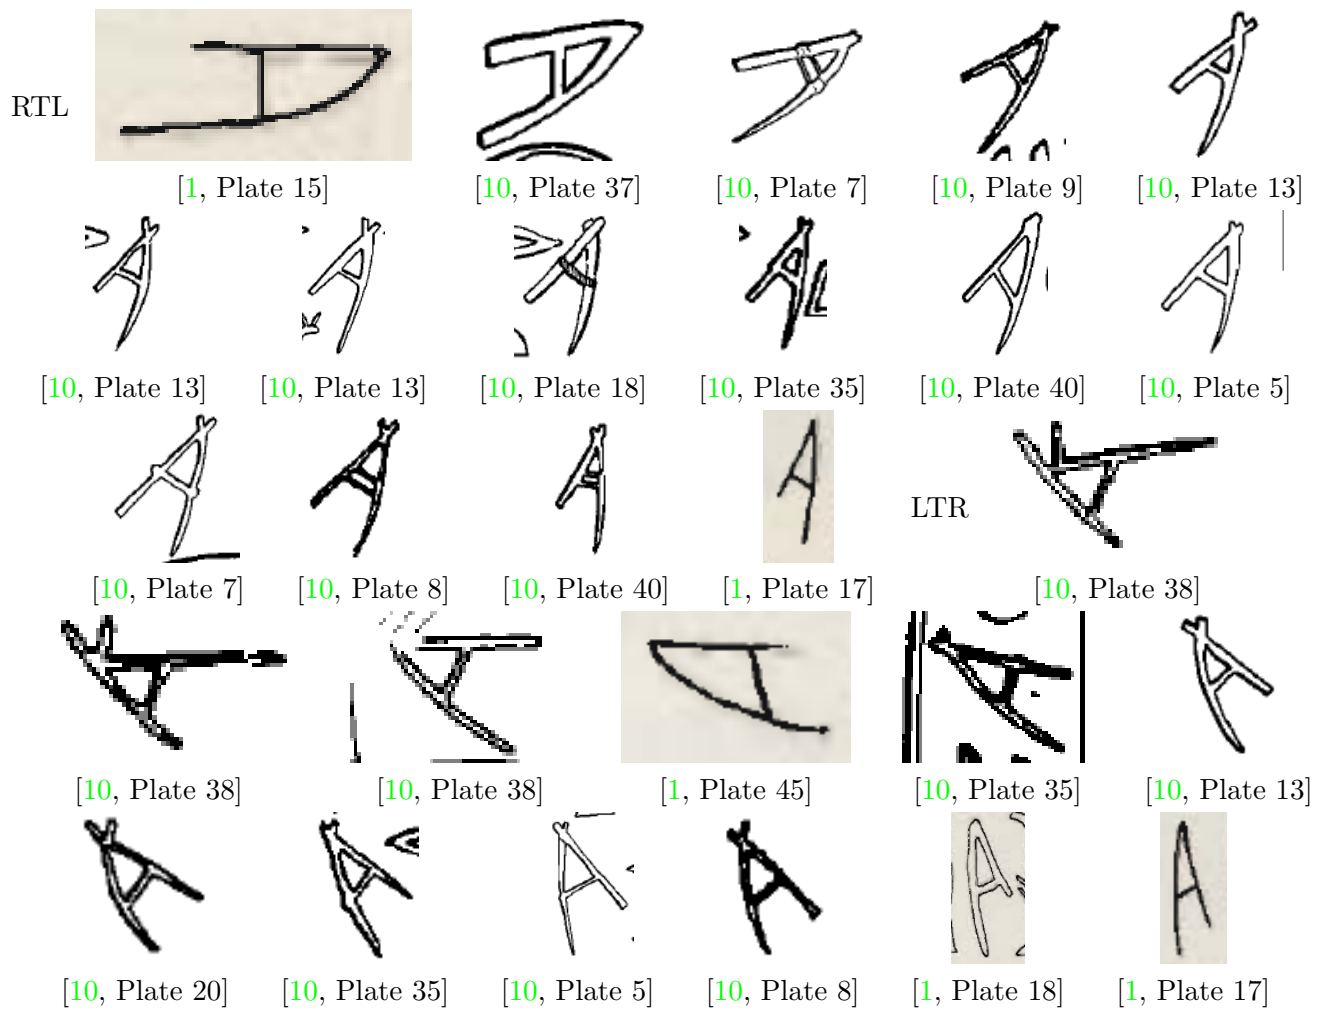 RTL
[1, Plate 15] [10, Plate 37] [10, Plate 7] [10, Plate 9] [10, Plate 13]
[10, Plate 13] [10, Plate 13] [10, Plate 18] [10, Plate 35] [10, Plate 40] [10, Plate 5]
LTR
[10, Plate 7] [10, Plate 8] [10, Plate 40] [1, Plate 17] [10, Plate 38]
[10, Plate 38] [10, Plate 38] [1, Plate 45] [10, Plate 35] [10, Plate 13]
[10, Plate 20] [10, Plate 35] [10, Plate 5] [10, Plate 8] [1, Plate 18] [1, Plate 17]